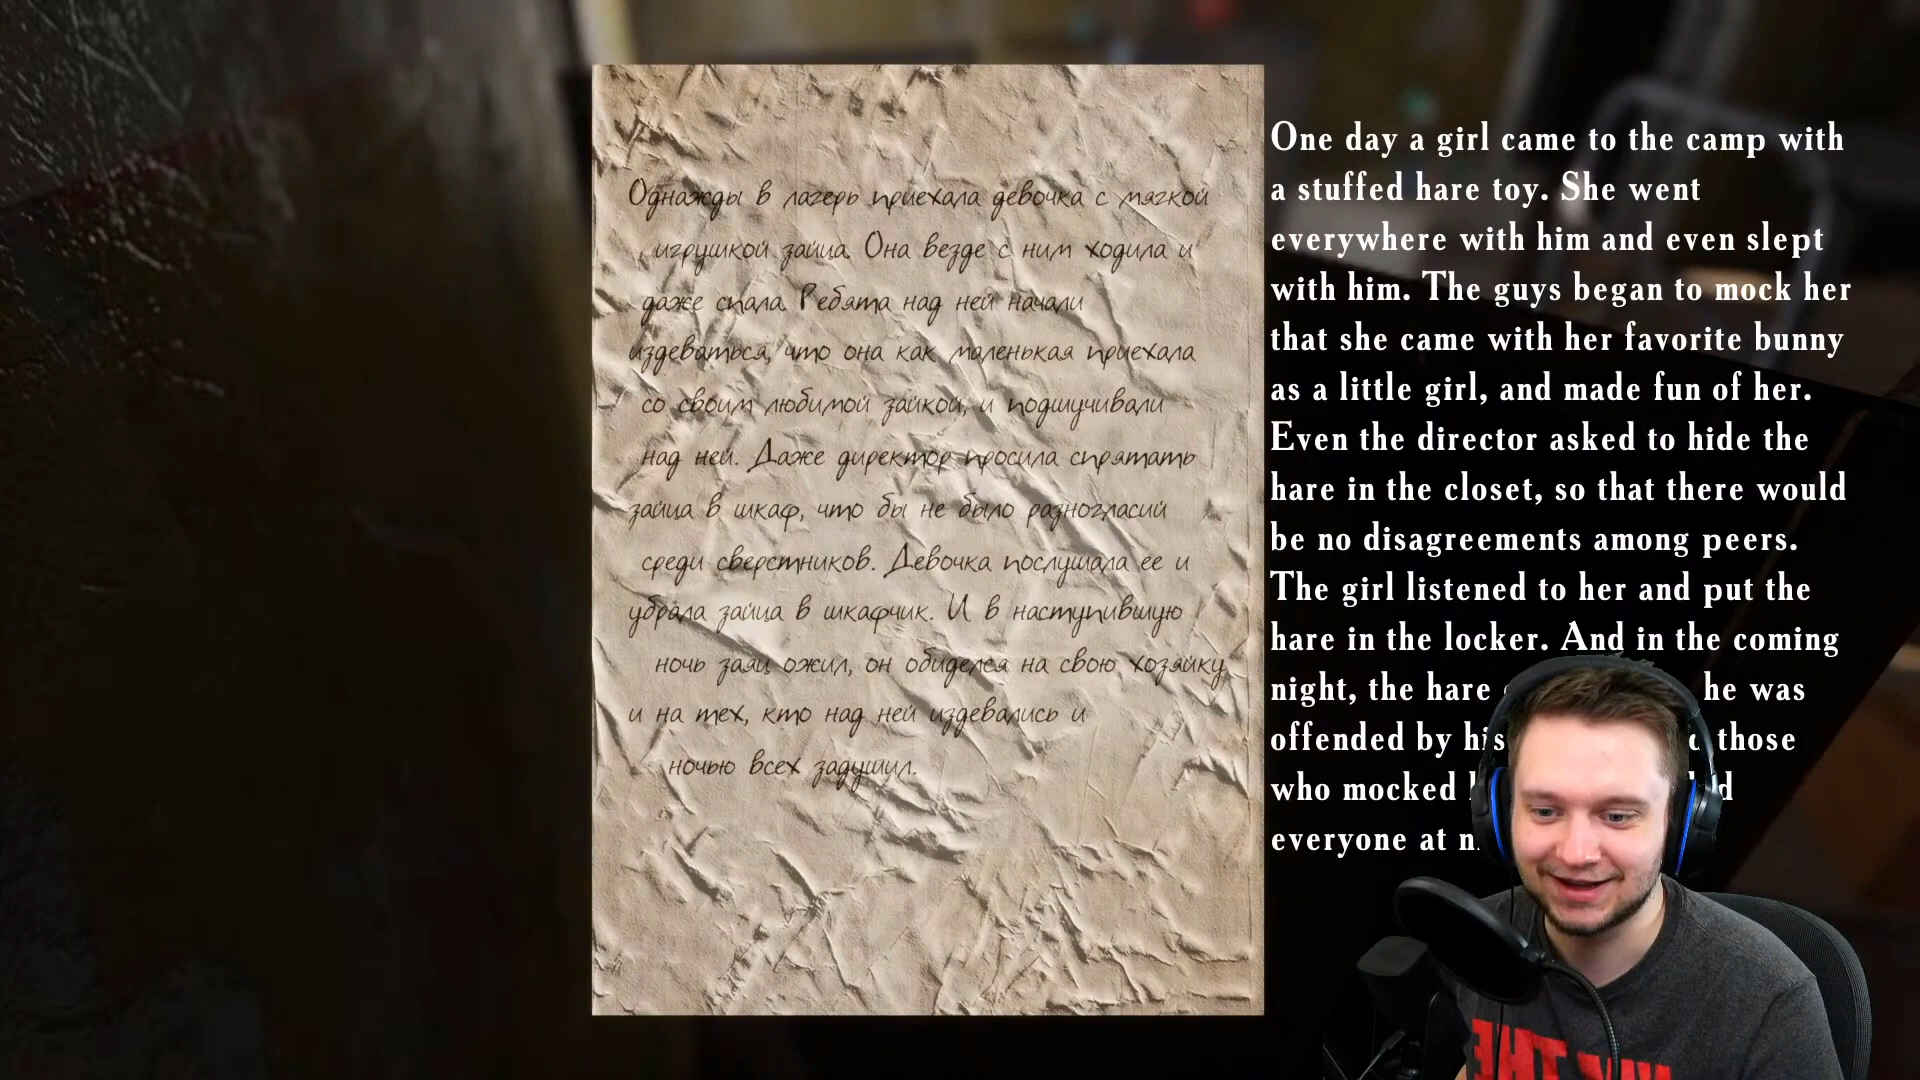 Однажды в лагерь приехала девочка с мягкой
игрушкой зайца. Она везде с ним ходила и
даже спала. Ребята над ней начали
издеваться, что она как маленькая приехала
со своим любимой зайкой, и подшучивали
над ней. Даже директор просила спрятать
зайца в шкаф, что бы не было разногласий
среди сверстников. Девочка послушала ее и
убрала зайца в шкафчик. И в наступившую
ночь заяц ожил, он обиделся на свою хозяйку
и на тех, кто над ней издевались и
ночью всех задушил.
One day a girl came to the camp with
a stuffed hare toy. She went
everywhere with him and even slept
with him. The guys began to mock her
that she came with her favorite bunny
as a little girl, and made fun of her.
Even the director asked to hide the
hare in the closet, so that there would
be no disagreements among peers.
The girl listened to her and put the
hare in the locker. And in the coming
night, the hare he was
offended by his those
who mocked
everyone at
THE